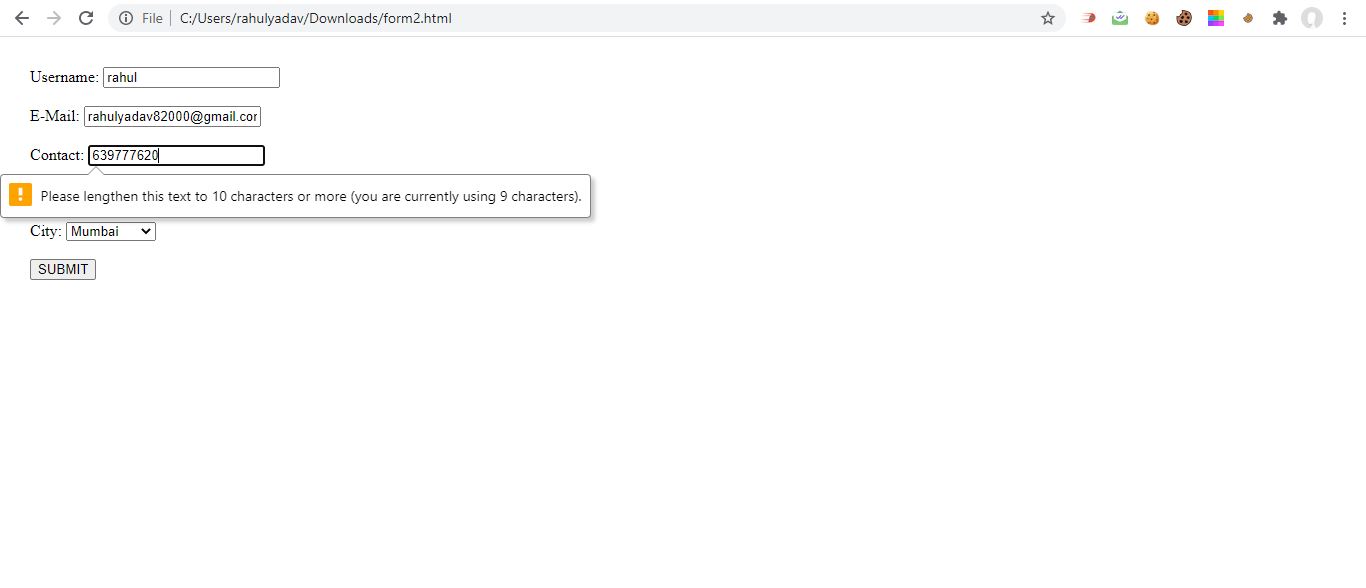 File C:/Users/rahulyadav/Downloads/form2.html
Username: rahul
E-Mail: rahulyadav82000@gmail.com
Contact: 639777620
Please lengthen this text to 10 characters or more (you are currently using 9 characters).
City: Mumbai
SUBMIT